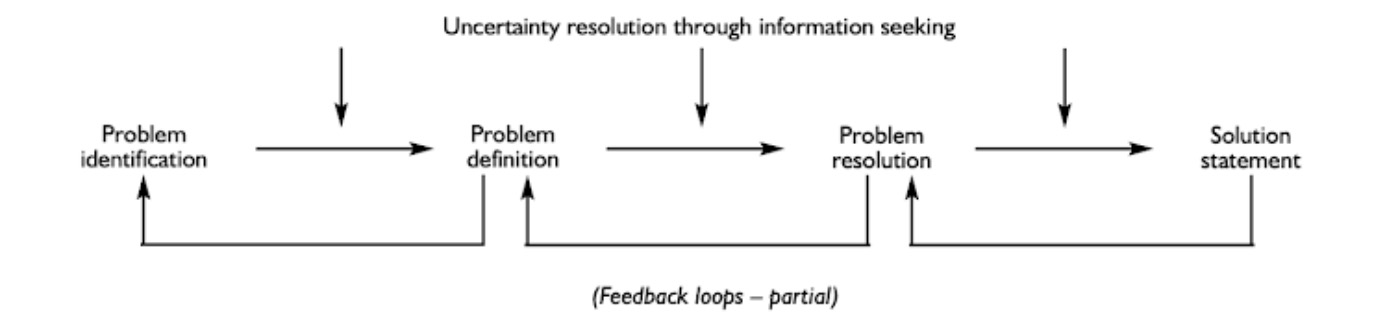 Uncertainty resolution through information seeking
Problem
identification
Problem
definition
Problem
resolution
Solution
statement
(Feedback loops – partial)